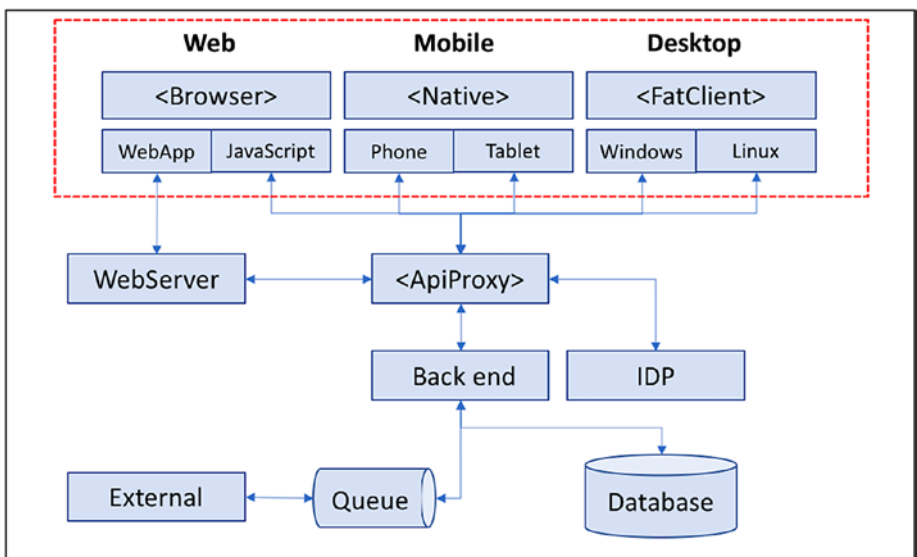 Web Mobile Desktop
<Browser> <Native> <FatClient>
WebApp JavaScript Phone Tablet Windows Linux
WebServer <ApiProxy>
Back end IDP
External Queue Database